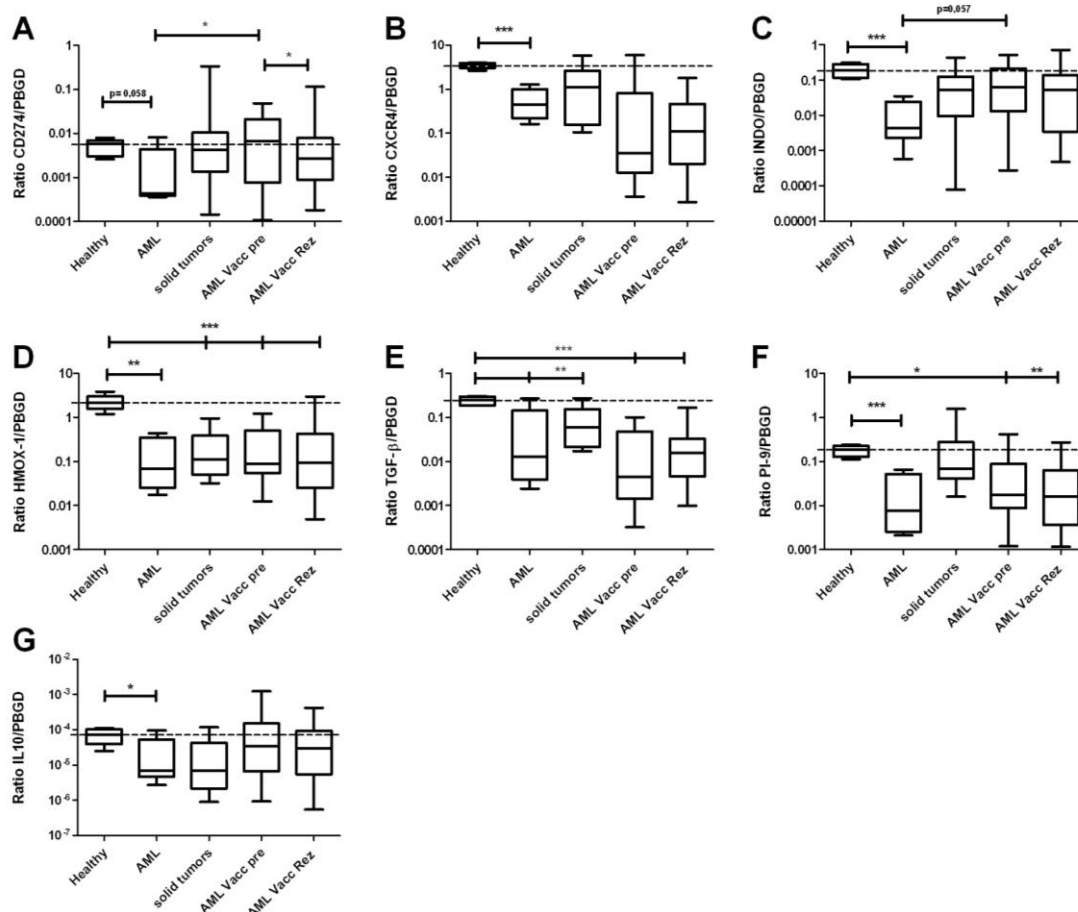 A
*
*
p= 0,058
Ratio CD274/PBGD
1
0.1
0.01
0.001
0.0001
Healthy
AML
solid tumors
AML Vacc pre
AML Vacc Rez
B
***
Ratio CXCR4/PBGD
10
1
0.1
0.01
0.001
Healthy
AML
solid tumors
AML Vacc pre
AML Vacc Rez
C
p=0,057
***
Ratio INDO/PBGD
1
0.1
0.01
0.001
0.0001
0.00001
Healthy
AML
solid tumors
AML Vacc pre
AML Vacc Rez
D
***
**
Ratio HMOX-1/PBGD
10
1
0.1
0.01
0.001
Healthy
AML
solid tumors
AML Vacc pre
AML Vacc Rez
E
***
**
Ratio TGF-β/PBGD
1
0.1
0.01
0.001
0.0001
Healthy
AML
solid tumors
AML Vacc pre
AML Vacc Rez
F
*
**
***
Ratio PI-9/PBGD
10
1
0.1
0.01
0.001
Healthy
AML
solid tumors
AML Vacc pre
AML Vacc Rez
G
*
Ratio IL10/PBGD
10⁻²
10⁻³
10⁻⁴
10⁻⁵
10⁻⁶
10⁻⁷
Healthy
AML
solid tumors
AML Vacc pre
AML Vacc Rez